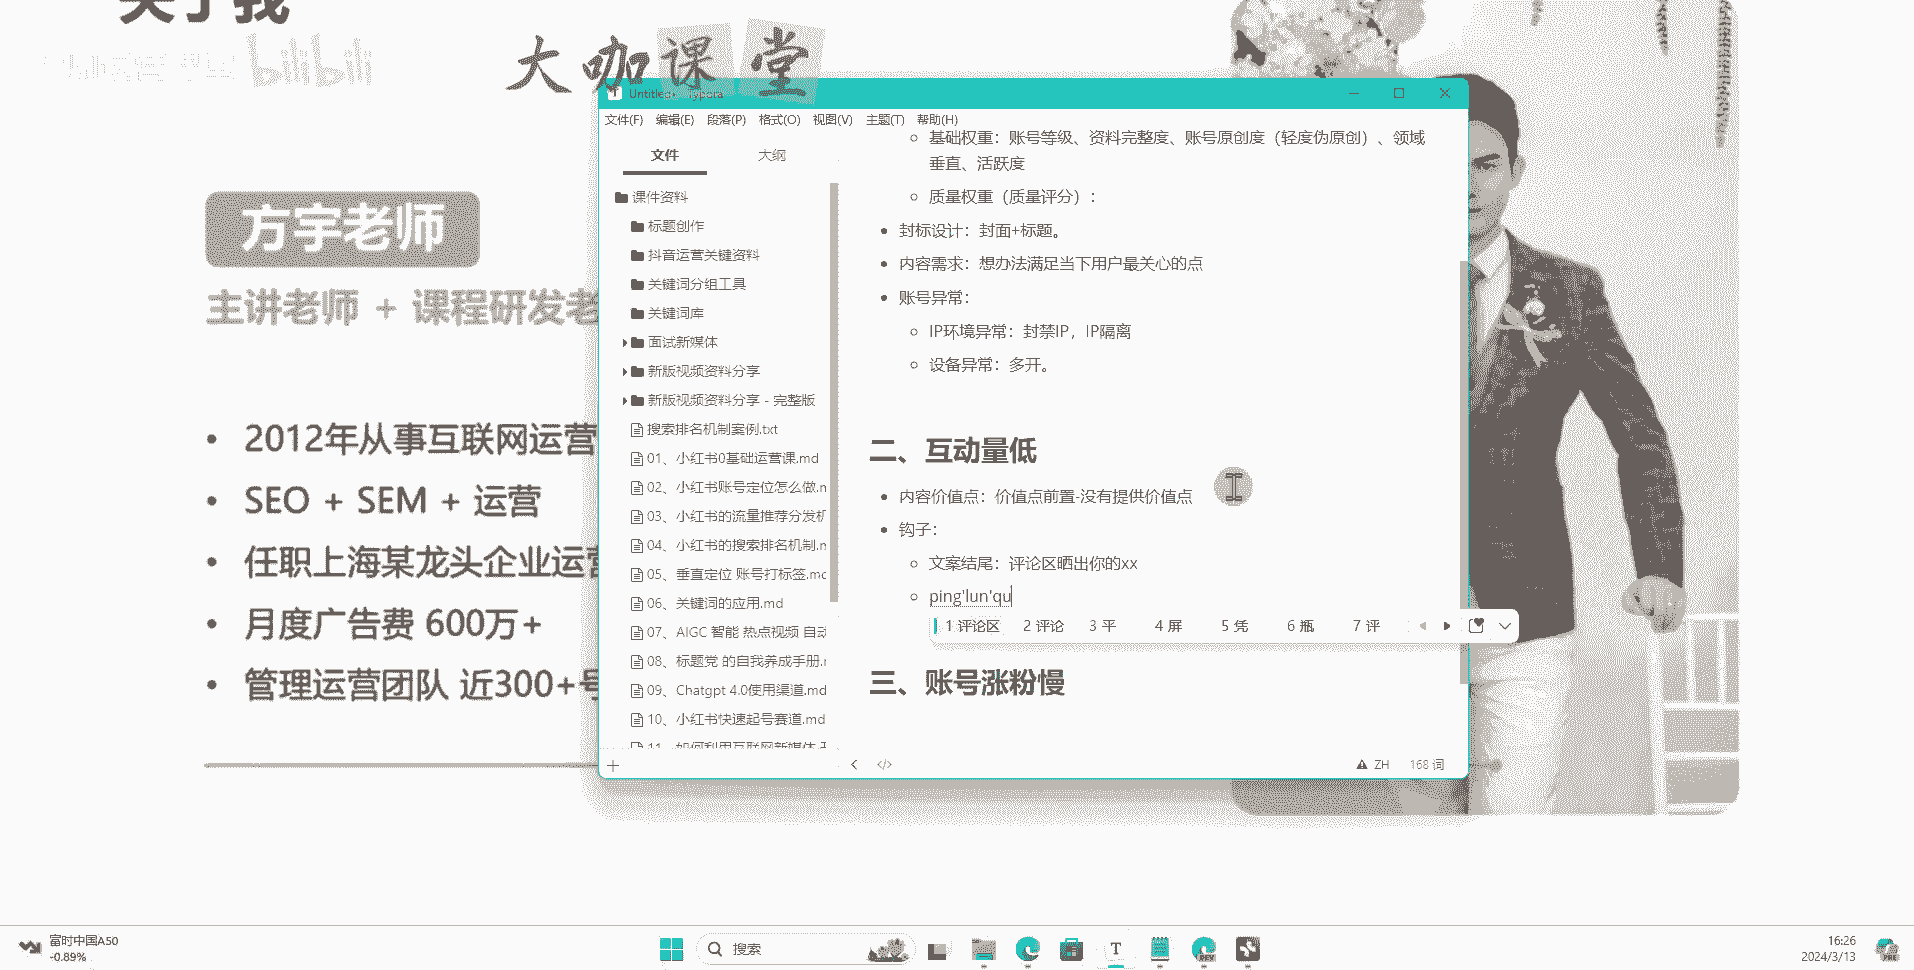 关于我
bilibili
大咖课堂
方宇老师
主讲老师 + 课程研发老
2012年从事互联网运营
SEO + SEM + 运营
任职上海某龙头企业运营
月度广告费 600万+
管理运营团队 近300+号
Untitled Typora
文件(F) 编辑(E) 段落(P) 格式(O) 视图(V) 主题(T) 帮助(H)
文件 大纲
课件资料
标题创作
抖音运营关键资料
关键词分组工具
关键词库
面试新媒体
新版视频资料分享
新版视频资料分享 - 完整版
搜索排名机制案例.txt
01、小红书0基础运营课.md
02、小红书账号定位怎么做.m
03、小红书的流量推荐分发机
04、小红书的搜索排名机制.m
05、垂直定位 账号打标签.mc
06、关键词的应用.md
07、AIGC 智能 热点视频 自动
08、标题党 的自我养成手册.r
09、Chatgpt 4.0使用渠道.md
10、小红书快速起号赛道.md
11、如何利用互联网新媒体
基础权重：账号等级、资料完整度、账号原创度（轻度伪原创）、领域
垂直、活跃度
质量权重（质量评分）：
封标设计：封面+标题。
内容需求：想办法满足当下用户最关心的点
账号异常：
IP环境异常：封禁IP，IP隔离
设备异常：多开。
二、互动量低
内容价值点：价值点前置-没有提供价值点
钩子：
文案结尾：评论区晒出你的xx
ping'lun'qu
1 评论区 2 评论 3 平 4 屏 5 凭 6 瓶 7 评
三、账号涨粉慢
ZH 168 词
富时中国A50
-0.89%
搜索
16:26
2024/3/13